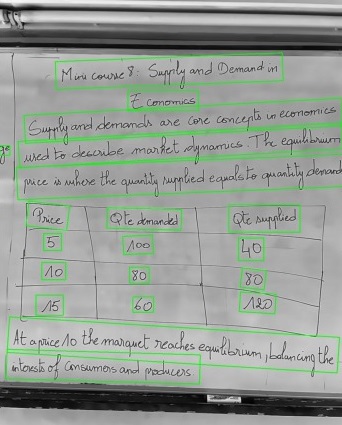 Mini course 8: Supply and Demand in
Economics
Supply and demands are core concepts in economics
used to describe market dynamics. The equilibrium
price is where the quantity supplied equals to quantity demand
Price Qte demanded Qte supplied
5 100 40
10 80 80
15 60 120
At a price 10 the marquet reaches equilibrium, balancing the
interests of consumers and producers.